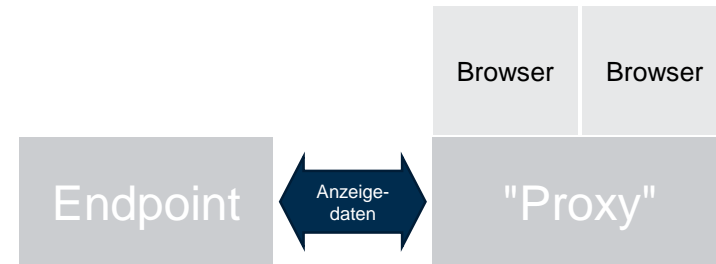 Browser Browser
Endpoint
Anzeige-
daten
"Proxy"